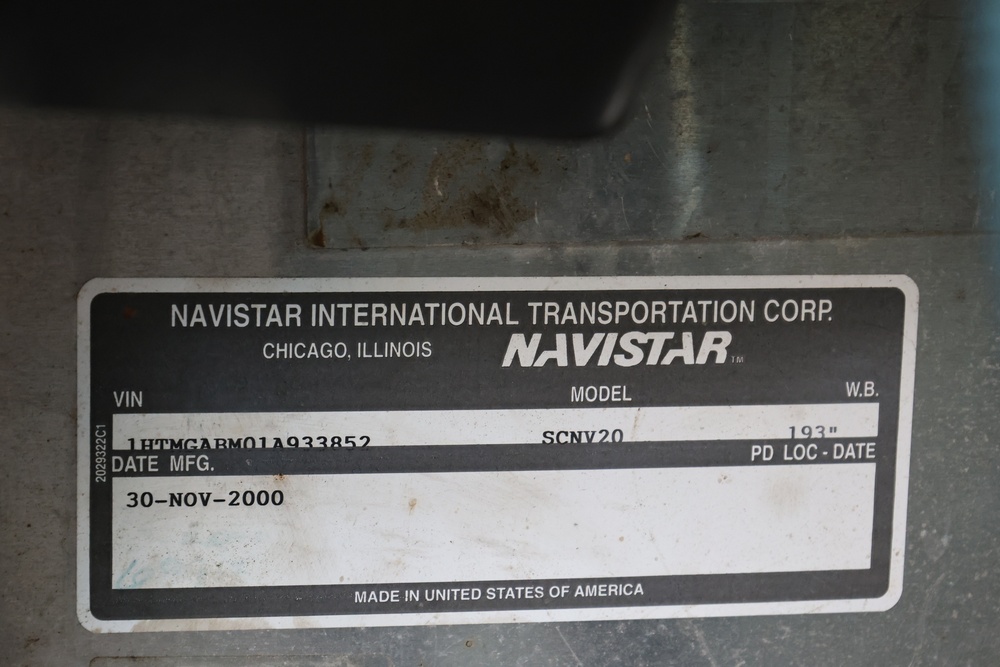 NAVISTAR INTERNATIONAL TRANSPORTATION CORP.
CHICAGO, ILLINOIS NAVISTAR™
VIN MODEL W.B.
1HTMGABM01A933852 SCNV20 193"
2029322C1
DATE MFG. PD LOC - DATE
30-NOV-2000
MADE IN UNITED STATES OF AMERICA